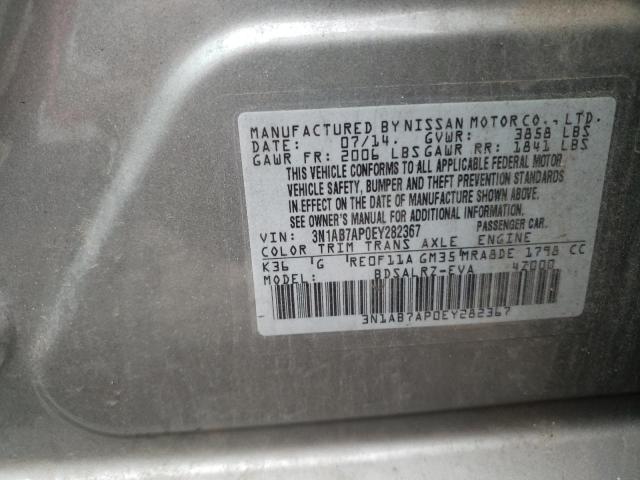 MANUFACTURED BY NISSAN MOTOR CO., LTD.
DATE: 07/14. GVWR: 3858 LBS
GAWR FR: 2006 LBS GAWR RR: 1841 LBS
THIS VEHICLE CONFORMS TO ALL APPLICABLE FEDERAL MOTOR
VEHICLE SAFETY, BUMPER AND THEFT PREVENTION STANDARDS
IN EFFECT ON THE DATE OF MANUFACTURE SHOWN ABOVE.
SEE OWNER'S MANUAL FOR ADDITIONAL INFORMATION.
VIN: 3N1AB7AP0EY282367 PASSENGER CAR.
COLOR TRIM TRANS AXLE ENGINE
K36 G RE0F11A GM35 MRA8DE 1798 CC
MODEL: BDSALRZ-EVA 47000
3N1AB7AP0EY282367